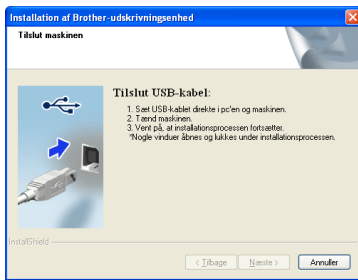 Installation af Brother-udskrivningsenhed
Tilslut maskinen
Tilslut USB-kabel:
1. Sæt USB-kablet direkte i pc'en og maskinen.
2. Tænd maskinen.
3. Vent på, at installationsprocessen fortsætter.
*Nogle vinduer åbnes og lukkes under installationsprocessen.
InstallShield
< Tilbage
Næste >
Annuller